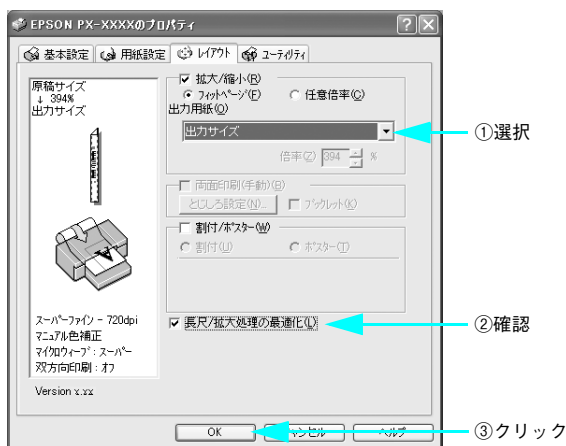 EPSON PX-XXXXのプロパティ
基本設定
用紙設定
レイアウト
ユーティリティ
原稿サイズ
↓ 394%
出力サイズ
スーパーファイン - 720dpi
マニュアル色補正
マイクロウィーブ：スーパー
双方向印刷：オフ
Version x.xx
拡大/縮小(R)
フィットページ(F)
任意倍率(C)
出力用紙(O)
出力サイズ
倍率(Z) 394 %
両面印刷(手動)(B)
とじしろ設定(N)...
ブックレット(K)
割付/ポスター(W)
割付(U)
ポスター(T)
長尺/拡大処理の最適化(L)
OK
キャンセル
ヘルプ
①選択
②確認
③クリック